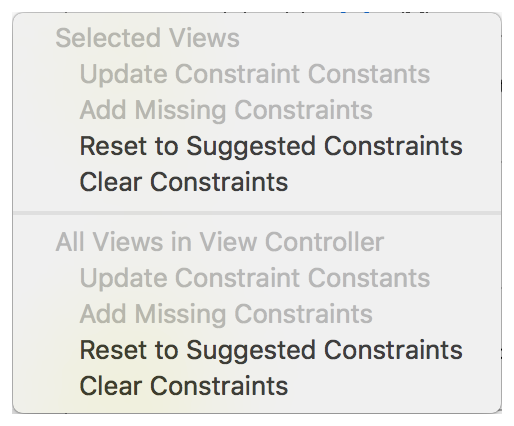 Selected Views
Update Constraint Constants
Add Missing Constraints
Reset to Suggested Constraints
Clear Constraints
All Views in View Controller
Update Constraint Constants
Add Missing Constraints
Reset to Suggested Constraints
Clear Constraints